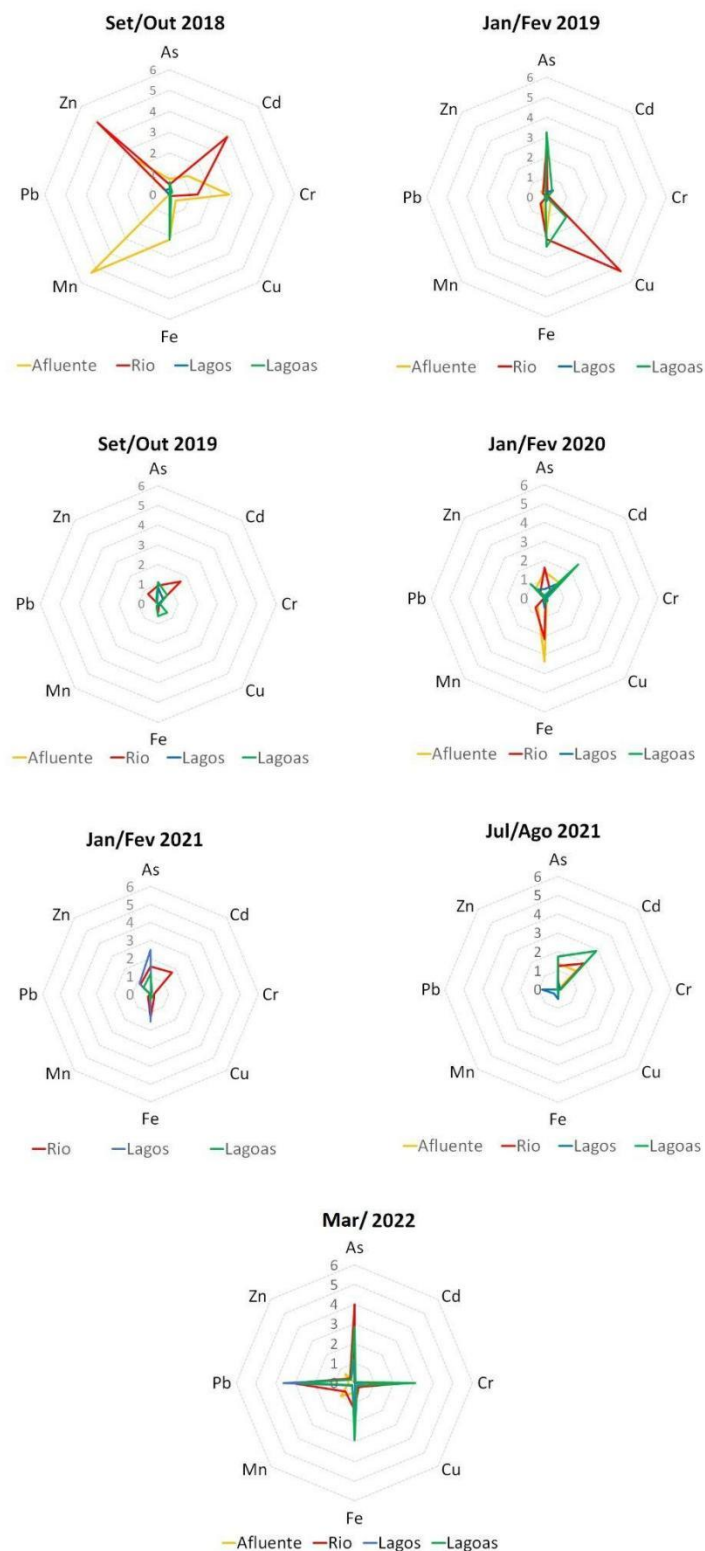 Set/Out 2018
As
6
5
4
3
2
1
0
Cd
Cr
Cu
Fe
Mn
Pb
Zn
Afluente Rio Lagos Lagoas
Jan/Fev 2019
As
6
5
4
3
2
1
0
Cd
Cr
Cu
Fe
Mn
Pb
Zn
Afluente Rio Lagos Lagoas
Set/Out 2019
As
6
5
4
3
2
1
0
Cd
Cr
Cu
Fe
Mn
Pb
Zn
Afluente Rio Lagos Lagoas
Jan/Fev 2020
As
6
5
4
3
2
1
0
Cd
Cr
Cu
Fe
Mn
Pb
Zn
Afluente Rio Lagos Lagoas
Jan/Fev 2021
As
6
5
4
3
2
1
0
Cd
Cr
Cu
Fe
Mn
Pb
Zn
Rio Lagos Lagoas
Jul/Ago 2021
As
6
5
4
3
2
1
0
Cd
Cr
Cu
Fe
Mn
Pb
Zn
Afluente Rio Lagos Lagoas
Mar/ 2022
As
6
5
4
3
2
1
0
Cd
Cr
Cu
Fe
Mn
Pb
Zn
Afluente Rio Lagos Lagoas